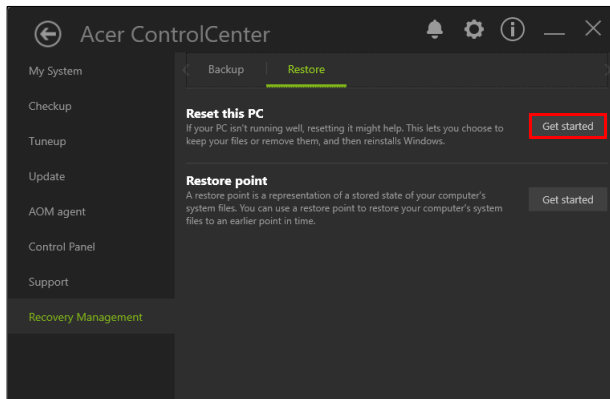 Acer ControlCenter
My System
Checkup
Tuneup
Update
AOM agent
Control Panel
Support
Recovery Management
Backup
Restore
Reset this PC
If your PC isn't running well, resetting it might help. This lets you choose to
keep your files or remove them, and then reinstalls Windows.
Get started
Restore point
A restore point is a representation of a stored state of your computer's
system files. You can use a restore point to restore your computer's system
files to an earlier point in time.
Get started